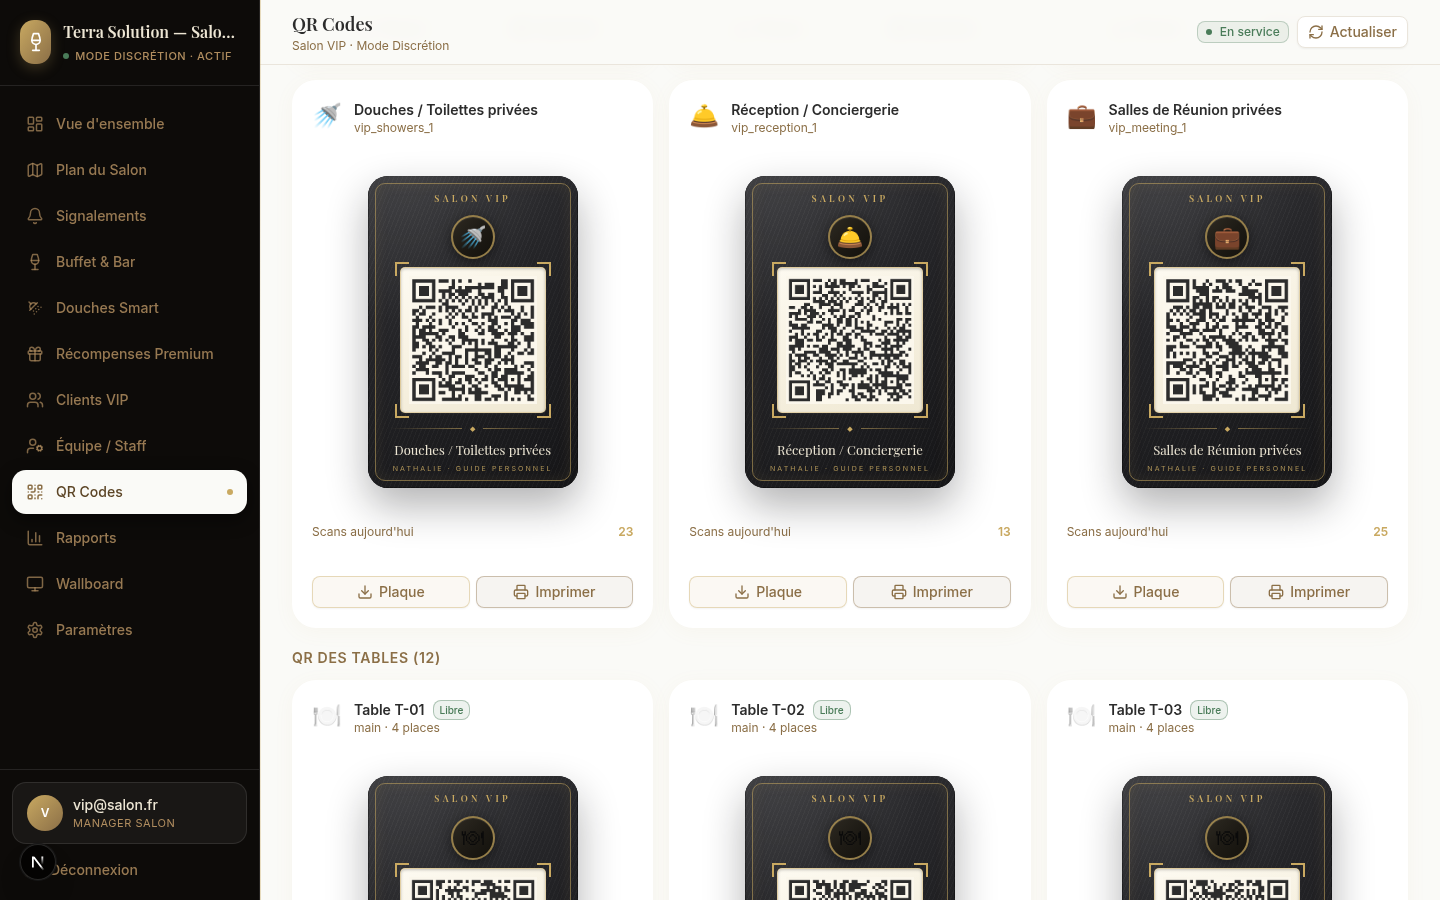 Terra Solution — Salo...
MODE DISCRÉTION · ACTIF
Vue d'ensemble
Plan du Salon
Signalements
Buffet & Bar
Douches Smart
Récompenses Premium
Clients VIP
Équipe / Staff
QR Codes
Rapports
Wallboard
Paramètres
V
vip@salon.fr
MANAGER SALON
N
Déconnexion
QR Codes
Salon VIP · Mode Discrétion
En service
Actualiser
Douches / Toilettes privées
vip_showers_1
SALON VIP
Douches / Toilettes privées
NATHALIE · GUIDE PERSONNEL
Scans aujourd'hui
23
Plaque
Imprimer
Réception / Conciergerie
vip_reception_1
SALON VIP
Réception / Conciergerie
NATHALIE · GUIDE PERSONNEL
Scans aujourd'hui
13
Plaque
Imprimer
Salles de Réunion privées
vip_meeting_1
SALON VIP
Salles de Réunion privées
NATHALIE · GUIDE PERSONNEL
Scans aujourd'hui
25
Plaque
Imprimer
QR DES TABLES (12)
Table T-01 Libre
main · 4 places
SALON VIP
Table T-02 Libre
main · 4 places
SALON VIP
Table T-03 Libre
main · 4 places
SALON VIP